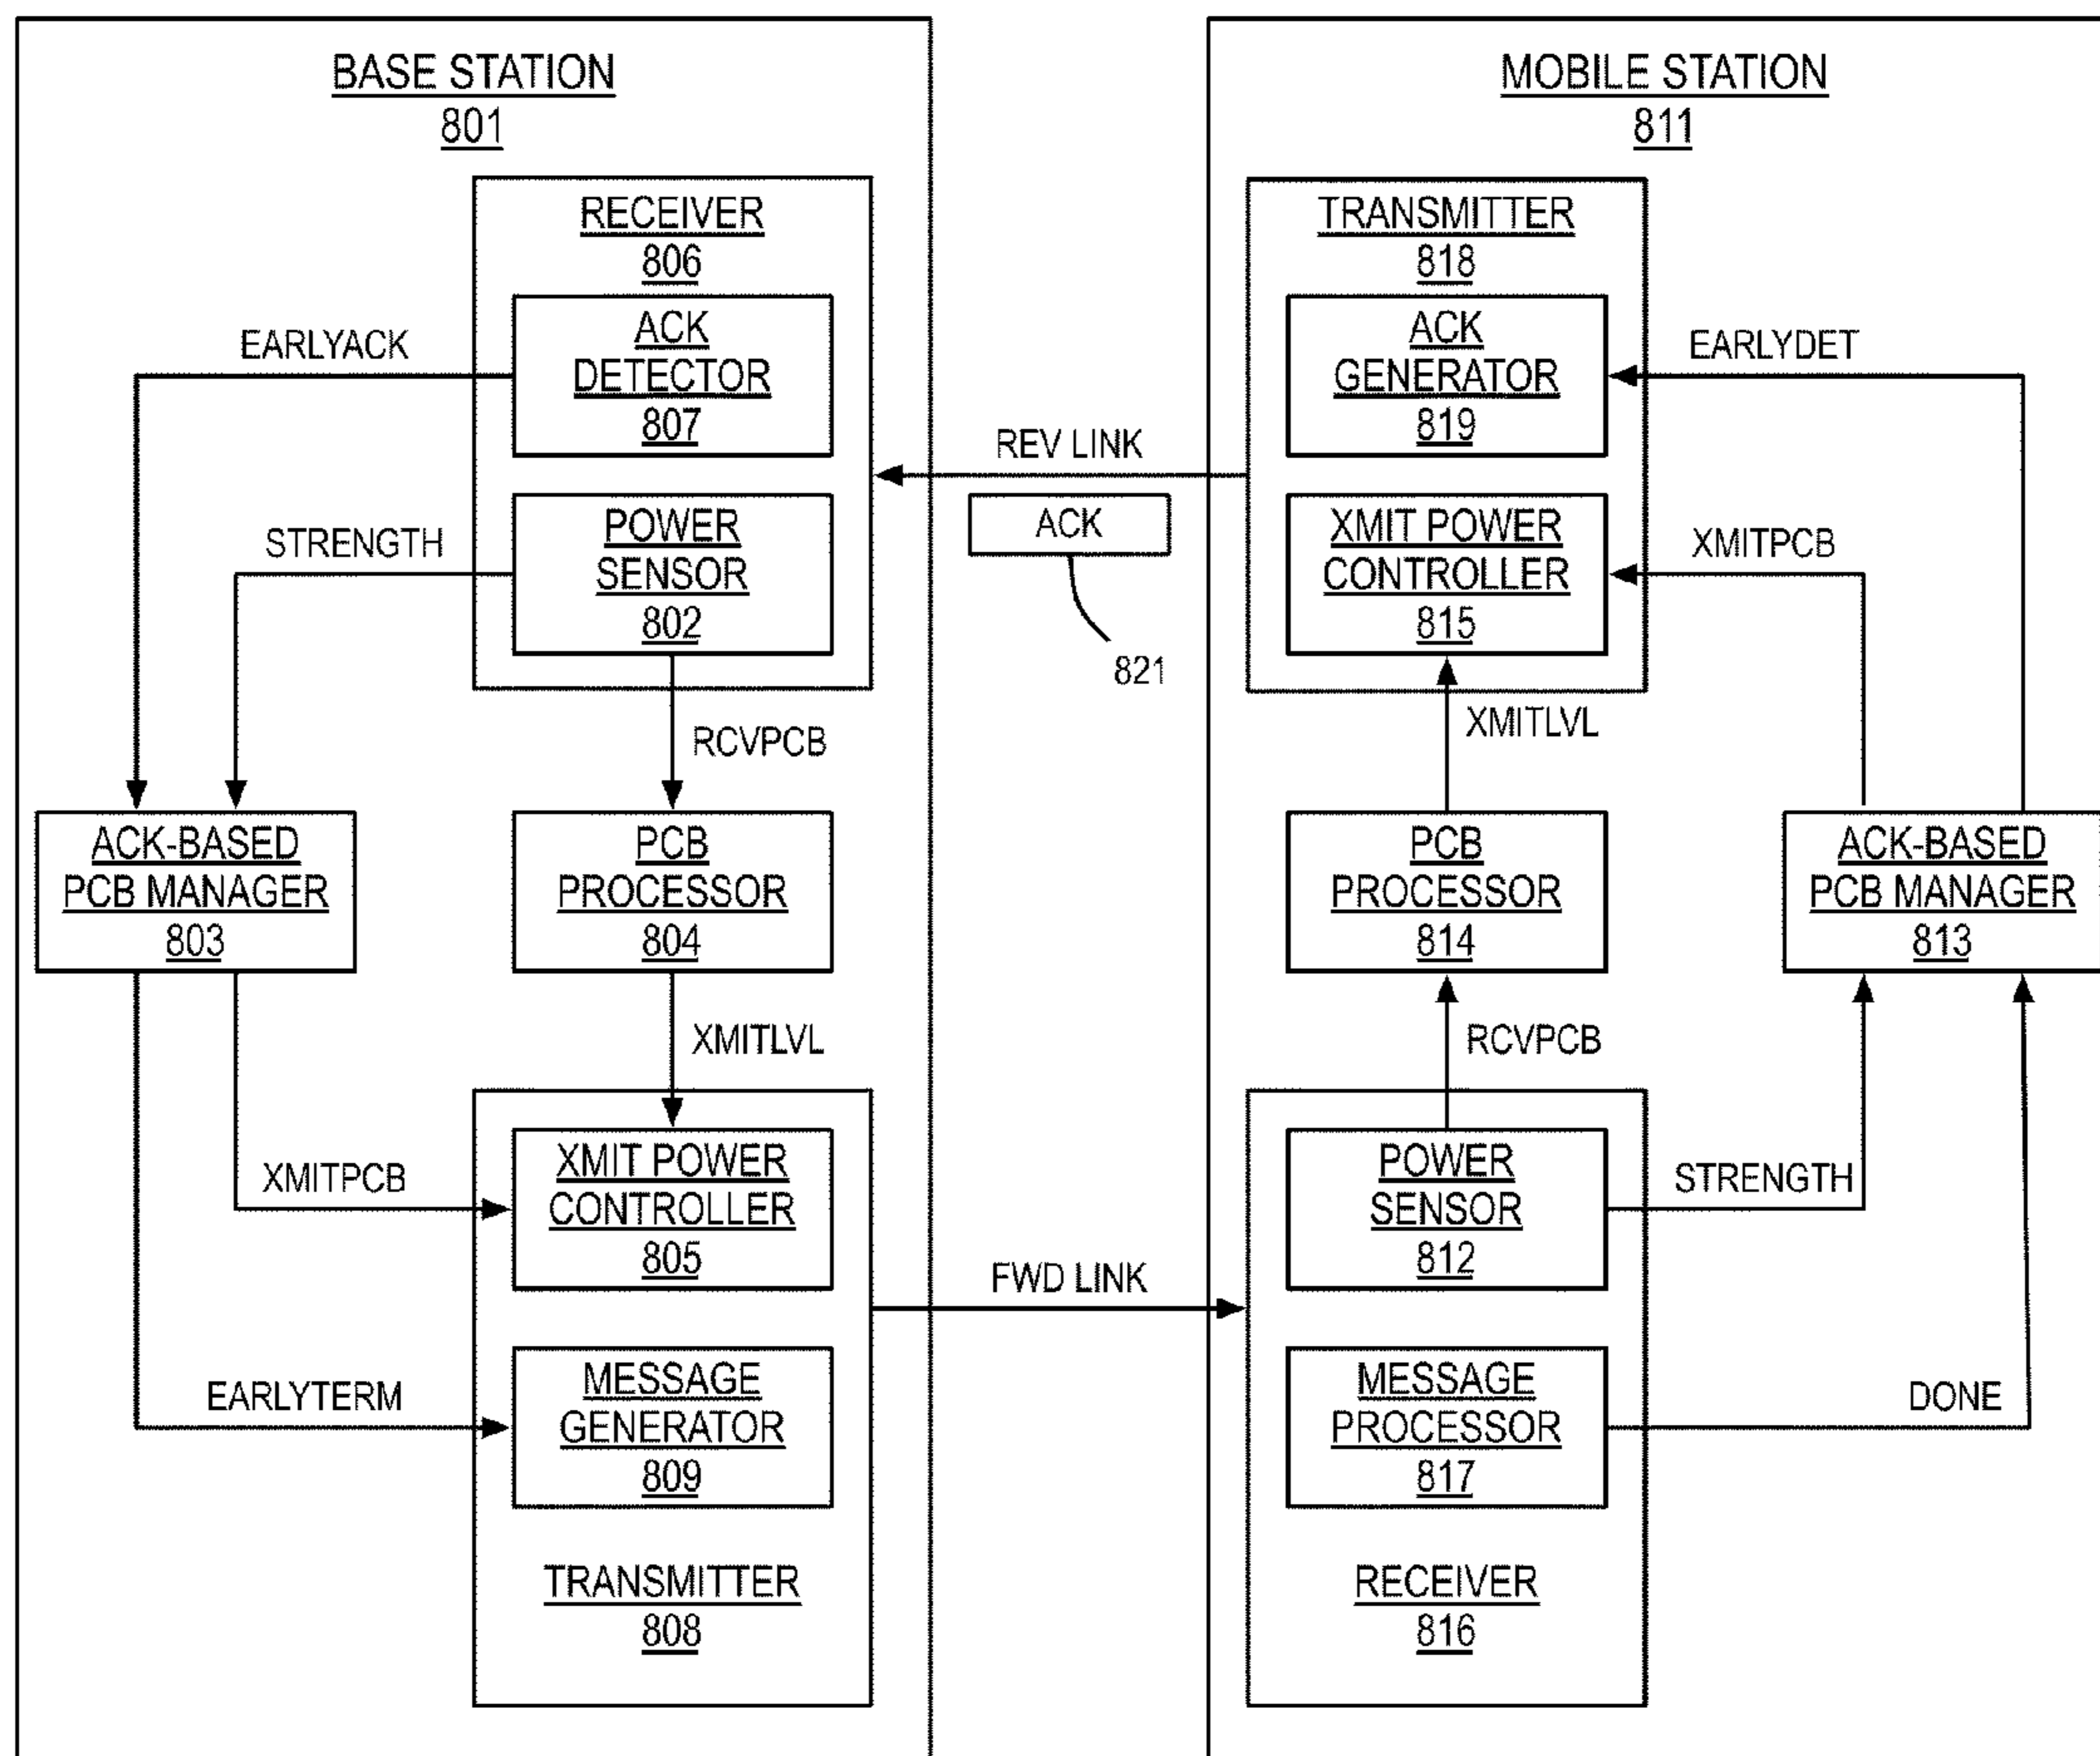 BASE STATION
801
RECEIVER
806
ACK
DETECTOR
807
EARLYACK
POWER
SENSOR
802
STRENGTH
RCVPCB
ACK-BASED
PCB MANAGER
803
PCB
PROCESSOR
804
XMITLVL
XMIT POWER
CONTROLLER
805
XMITPCB
MESSAGE
GENERATOR
809
EARLYTERM
TRANSMITTER
808
REV LINK
ACK
821
FWD LINK
MOBILE STATION
811
TRANSMITTER
818
ACK
GENERATOR
819
EARLYDET
XMIT POWER
CONTROLLER
815
XMITPCB
XMITLVL
PCB
PROCESSOR
814
ACK-BASED
PCB MANAGER
813
RCVPCB
POWER
SENSOR
812
STRENGTH
MESSAGE
PROCESSOR
817
DONE
RECEIVER
816